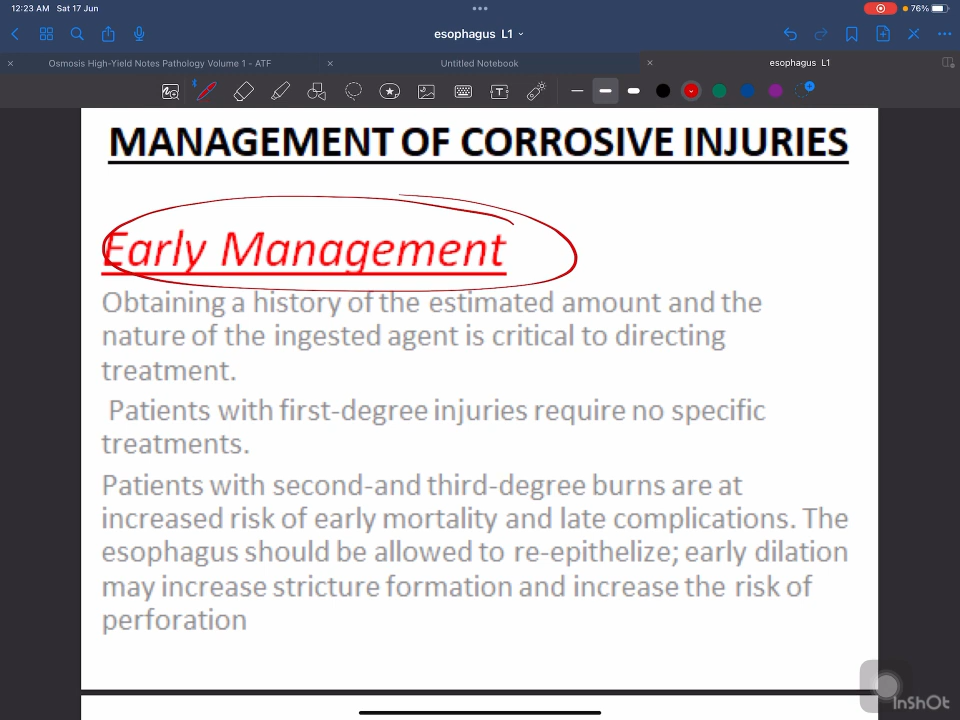 12:23 AM Sat 17 Jun
76%
esophagus L1
Osmosis High-Yield Notes Pathology Volume 1 - ATF
Untitled Notebook
esophagus L1
MANAGEMENT OF CORROSIVE INJURIES
Early Management
Obtaining a history of the estimated amount and the
nature of the ingested agent is critical to directing
treatment.
Patients with first-degree injuries require no specific
treatments.
Patients with second-and third-degree burns are at
increased risk of early mortality and late complications. The
esophagus should be allowed to re-epithelize; early dilation
may increase stricture formation and increase the risk of
perforation
InShOt